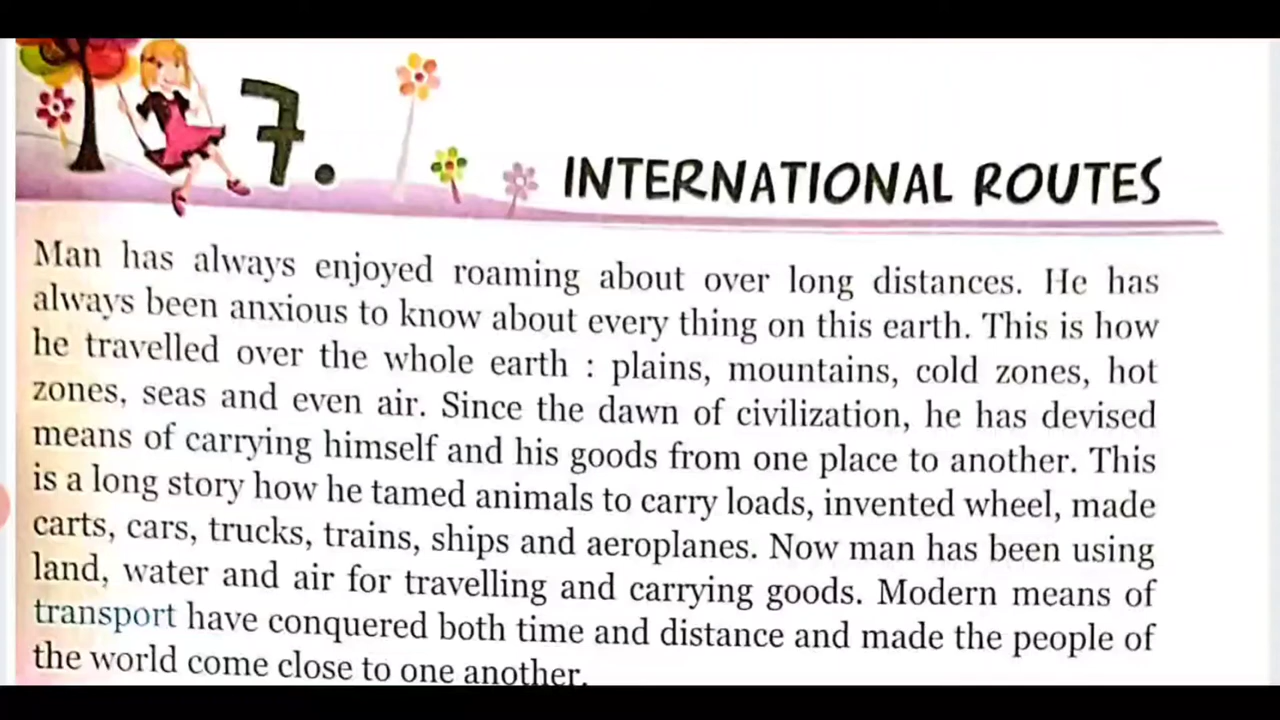 7.
INTERNATIONAL ROUTES
Man has always enjoyed roaming about over long distances. He has
always been anxious to know about every thing on this earth. This is how
he travelled over the whole earth : plains, mountains, cold zones, hot
zones, seas and even air. Since the dawn of civilization, he has devised
means of carrying himself and his goods from one place to another. This
is a long story how he tamed animals to carry loads, invented wheel, made
carts, cars, trucks, trains, ships and aeroplanes. Now man has been using
land, water and air for travelling and carrying goods. Modern means of
transport have conquered both time and distance and made the people of
the world come close to one another.